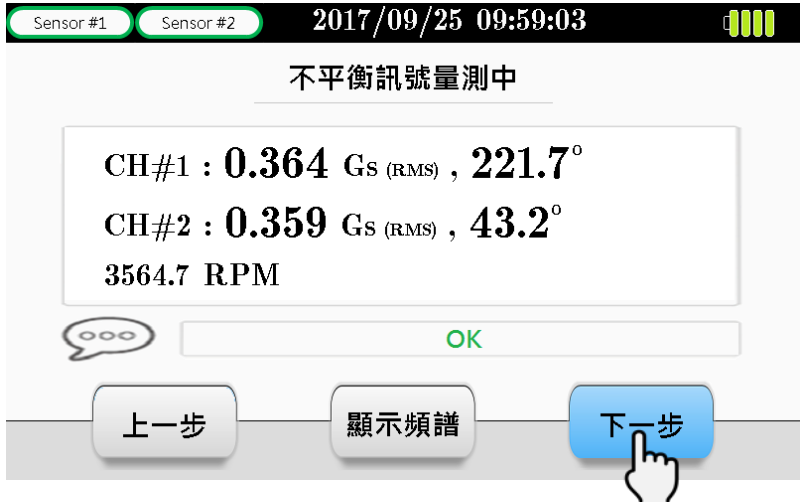 Sensor #1 Sensor #2 2017/09/25 09:59:03
不平衡訊號量測中
CH#1 : 0.364 Gs (RMS) , 221.7°
CH#2 : 0.359 Gs (RMS) , 43.2°
3564.7 RPM
OK
上一步 顯示頻譜 下一步